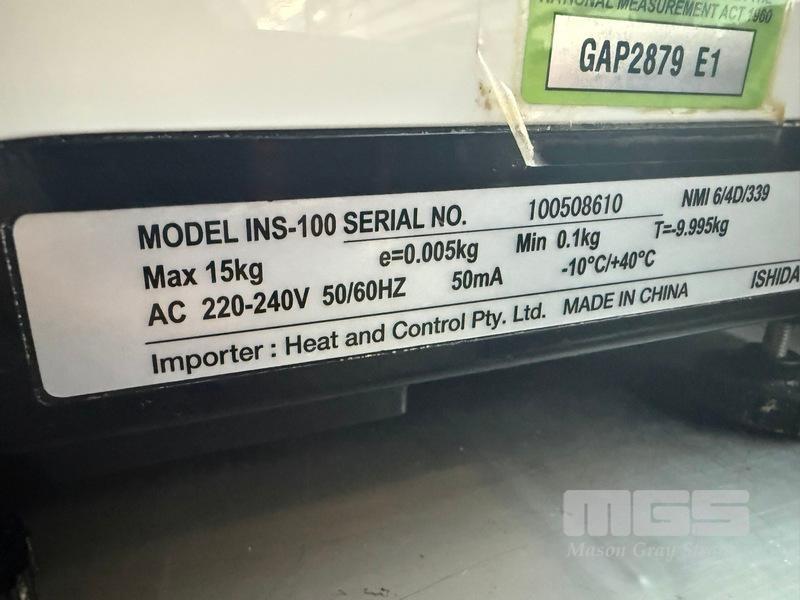 NATIONAL MEASUREMENT ACT 1960
GAP2879 E1
MODEL INS-100 SERIAL NO. 100508610 NMI 6/4D/339
Max 15kg e=0.005kg Min 0.1kg T=-9.995kg
AC 220-240V 50/60HZ 50mA -10°C/+40°C
Importer : Heat and Control Pty. Ltd. MADE IN CHINA ISHIDA
MGS
Mason Gray